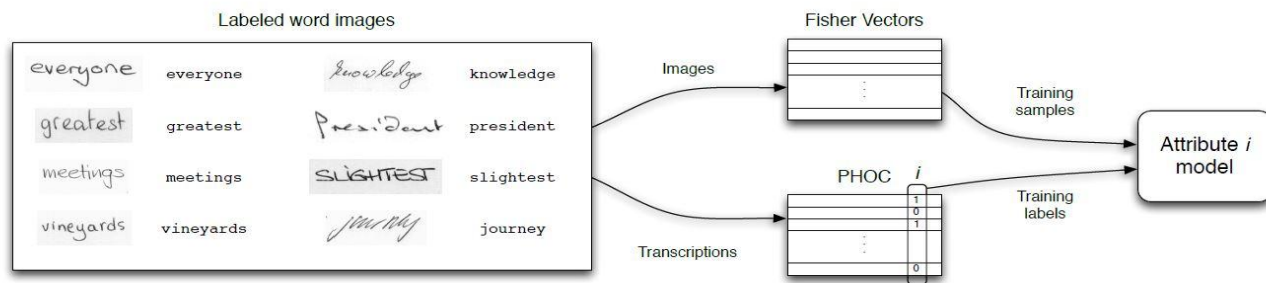 Labeled word images
Fisher Vectors
everyone everyone knowledge knowledge
greatest greatest President president
meetings meetings SLIGHTEST slightest
vineyards vineyards journey journey
Images
Transcriptions
PHOC i
1
0
1
0
Training
samples
Training
labels
Attribute i
model